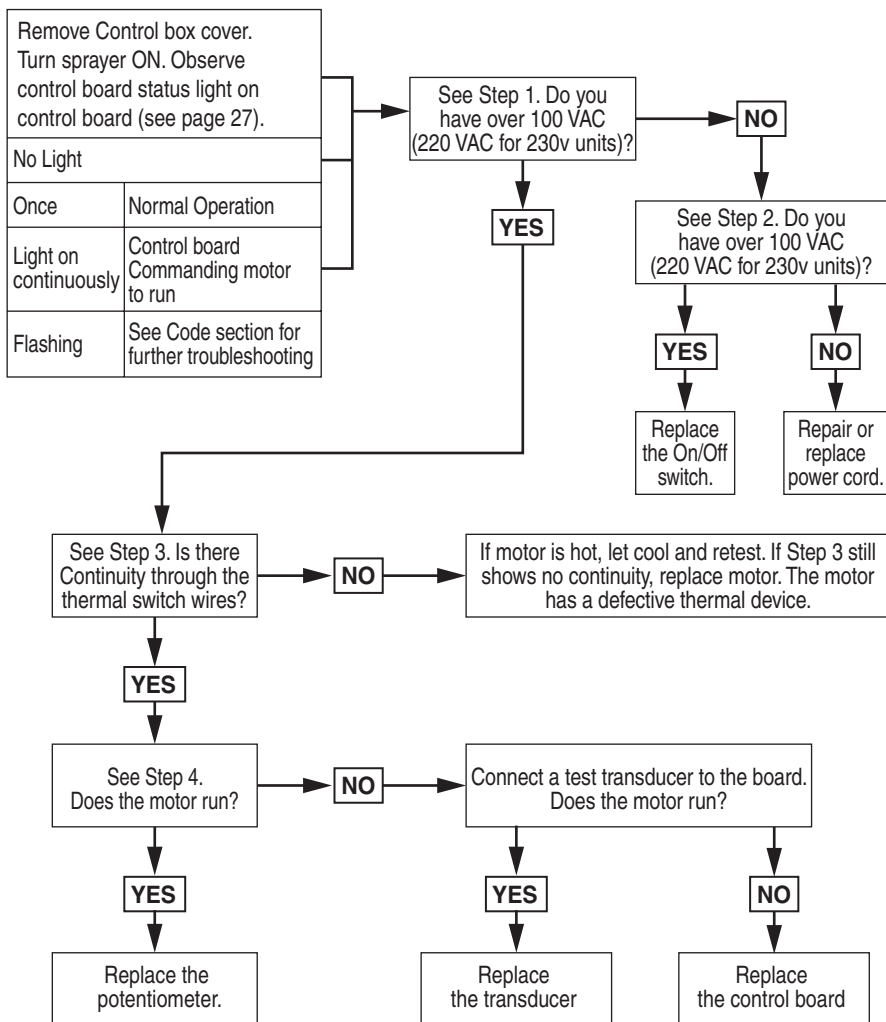 Remove Control box cover.
Turn sprayer ON. Observe
control board status light on
control board (see page 27).
No Light
Once
Normal Operation
Light on
continuously
Control board
Commanding motor
to run
Flashing
See Code section for
further troubleshooting
See Step 1. Do you
have over 100 VAC
(220 VAC for 230v units)?
NO
YES
See Step 2. Do you
have over 100 VAC
(220 VAC for 230v units)?
YES
NO
Replace
the On/Off
switch.
Repair or
replace
power cord.
See Step 3. Is there
Continuity through the
thermal switch wires?
NO
If motor is hot, let cool and retest. If Step 3 still
shows no continuity, replace motor. The motor
has a defective thermal device.
YES
See Step 4.
Does the motor run?
NO
Connect a test transducer to the board.
Does the motor run?
YES
YES
NO
Replace the
potentiometer.
Replace
the transducer
Replace
the control board